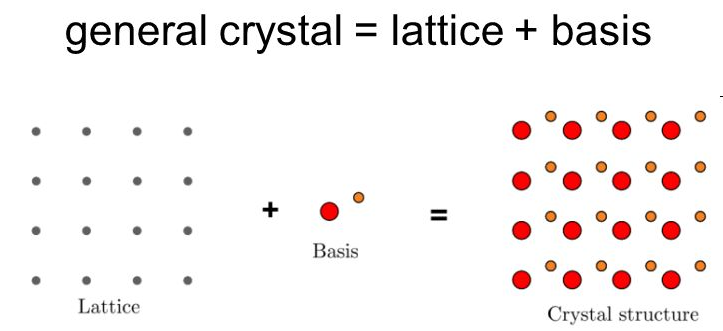 general crystal = lattice + basis
+
=
Basis
Lattice
Crystal structure